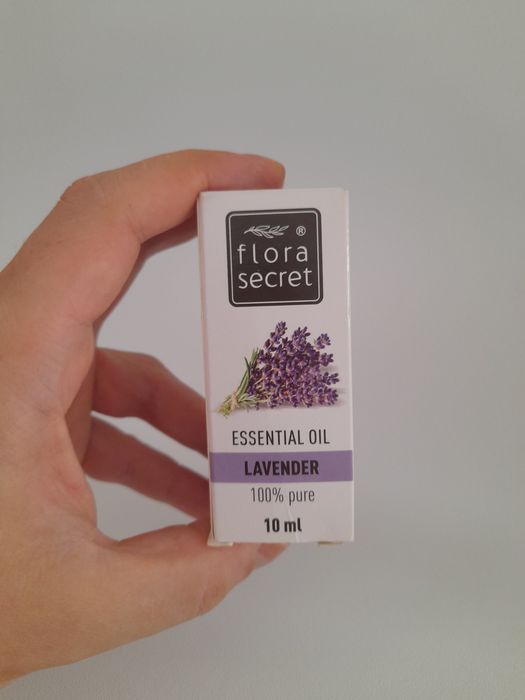 ®
flora
secret
ESSENTIAL OIL
LAVENDER
100% pure
10 ml